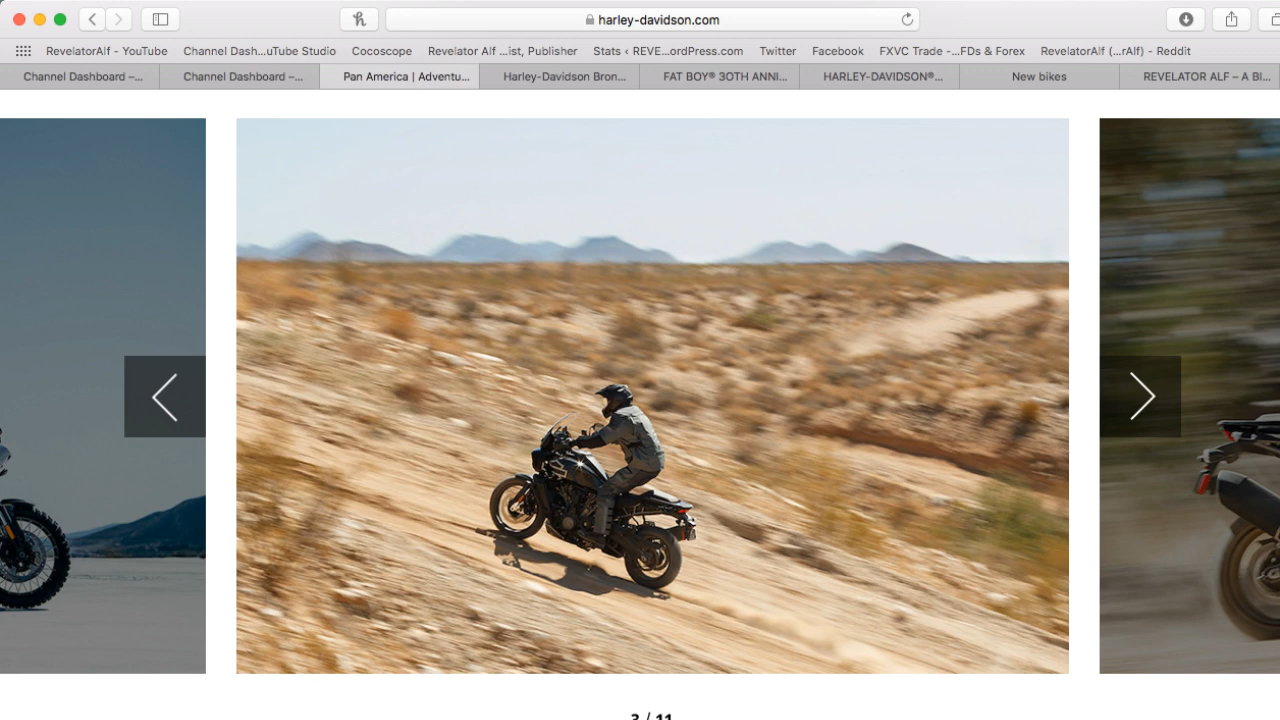 harley-davidson.com
RevelatorAlf - YouTube Channel Dash...uTube Studio Cocoscope Revelator Alf ...ist, Publisher Stats ‹ REVE...ordPress.com Twitter Facebook FXVC Trade -...FDs & Forex RevelatorAlf (...rAlf) - Reddit
Channel Dashboard –... Channel Dashboard –... Pan America | Adventu... Harley-Davidson Bron... FAT BOY® 30TH ANNI... HARLEY-DAVIDSON®... New bikes REVELATOR ALF – A BI...
3 / 11